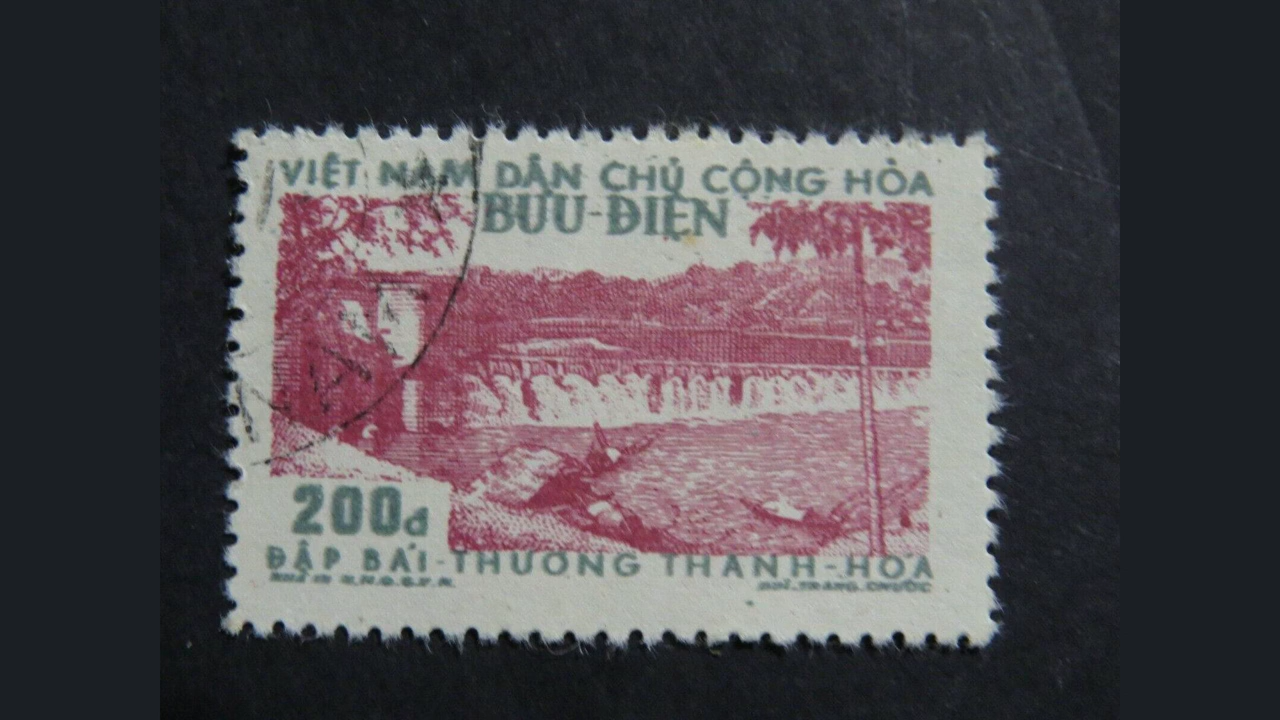 VIỆT NAM DÂN CHỦ CỘNG HÒA
BƯU-ĐIỆN
200đ
ĐẬP BÁI-THƯỢNG THANH-HÓA